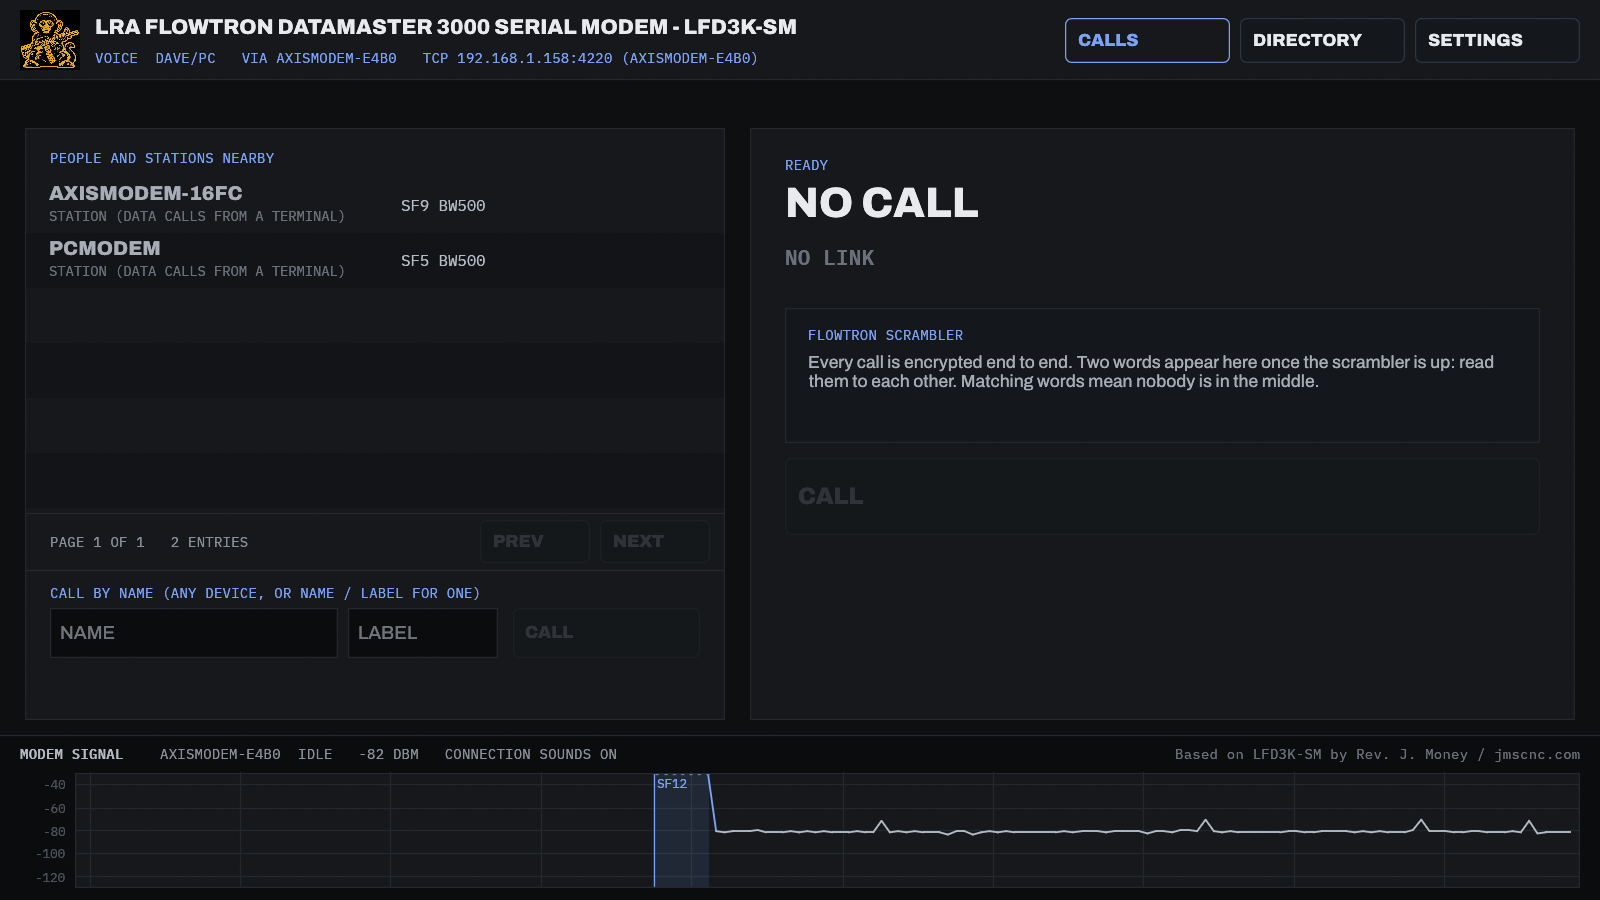 LRA FLOWTRON DATAMASTER 3000 SERIAL MODEM - LFD3K-SM
VOICE DAVE/PC VIA AXISMODEM-E4B0 TCP 192.168.1.158:4220 (AXISMODEM-E4B0)
CALLS
DIRECTORY
SETTINGS
PEOPLE AND STATIONS NEARBY
AXISMODEM-16FC
STATION (DATA CALLS FROM A TERMINAL)
SF9 BW500
PCMODEM
STATION (DATA CALLS FROM A TERMINAL)
SF5 BW500
PAGE 1 OF 1 2 ENTRIES
PREV
NEXT
CALL BY NAME (ANY DEVICE, OR NAME / LABEL FOR ONE)
NAME
LABEL
CALL
READY
NO CALL
NO LINK
FLOWTRON SCRAMBLER
Every call is encrypted end to end. Two words appear here once the scrambler is up: read
them to each other. Matching words mean nobody is in the middle.
CALL
MODEM SIGNAL AXISMODEM-E4B0 IDLE -82 DBM CONNECTION SOUNDS ON
Based on LFD3K-SM by Rev. J. Money / jmscnc.com
-40
-60
-80
-100
-120
SF12